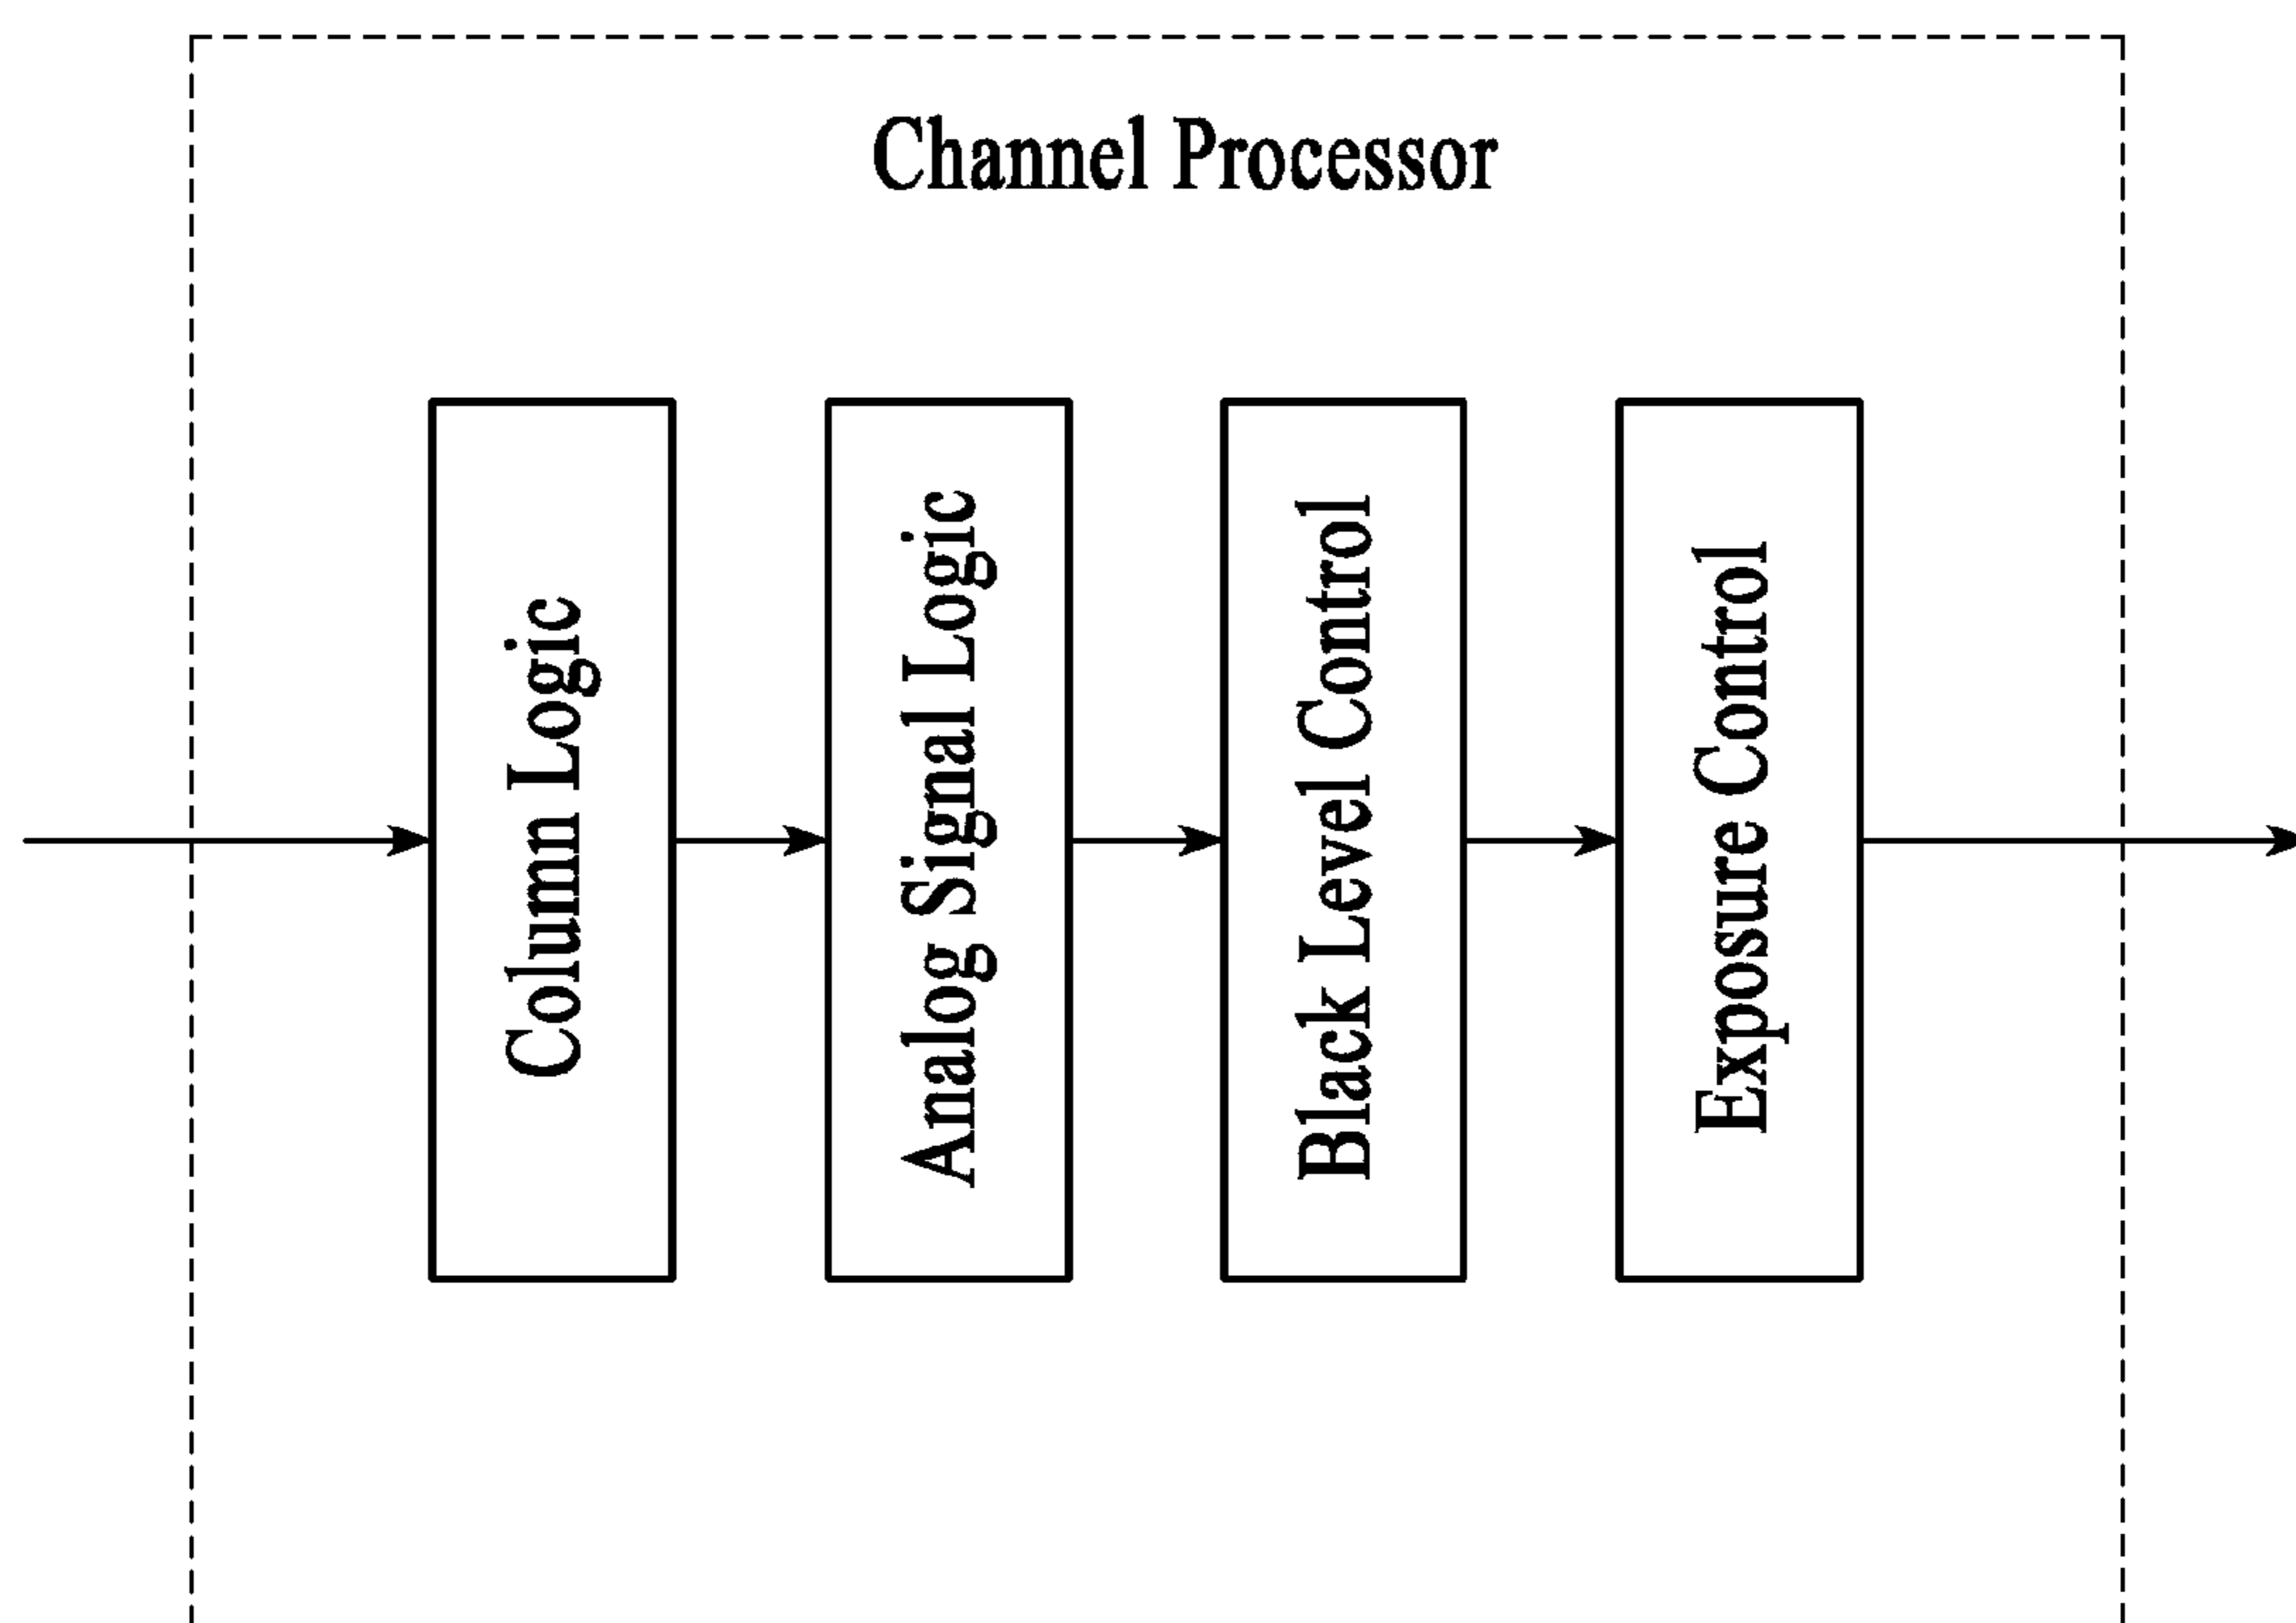 Channel Processor
Column Logic
Analog Signal Logic
Black Level Control
Exposure Control